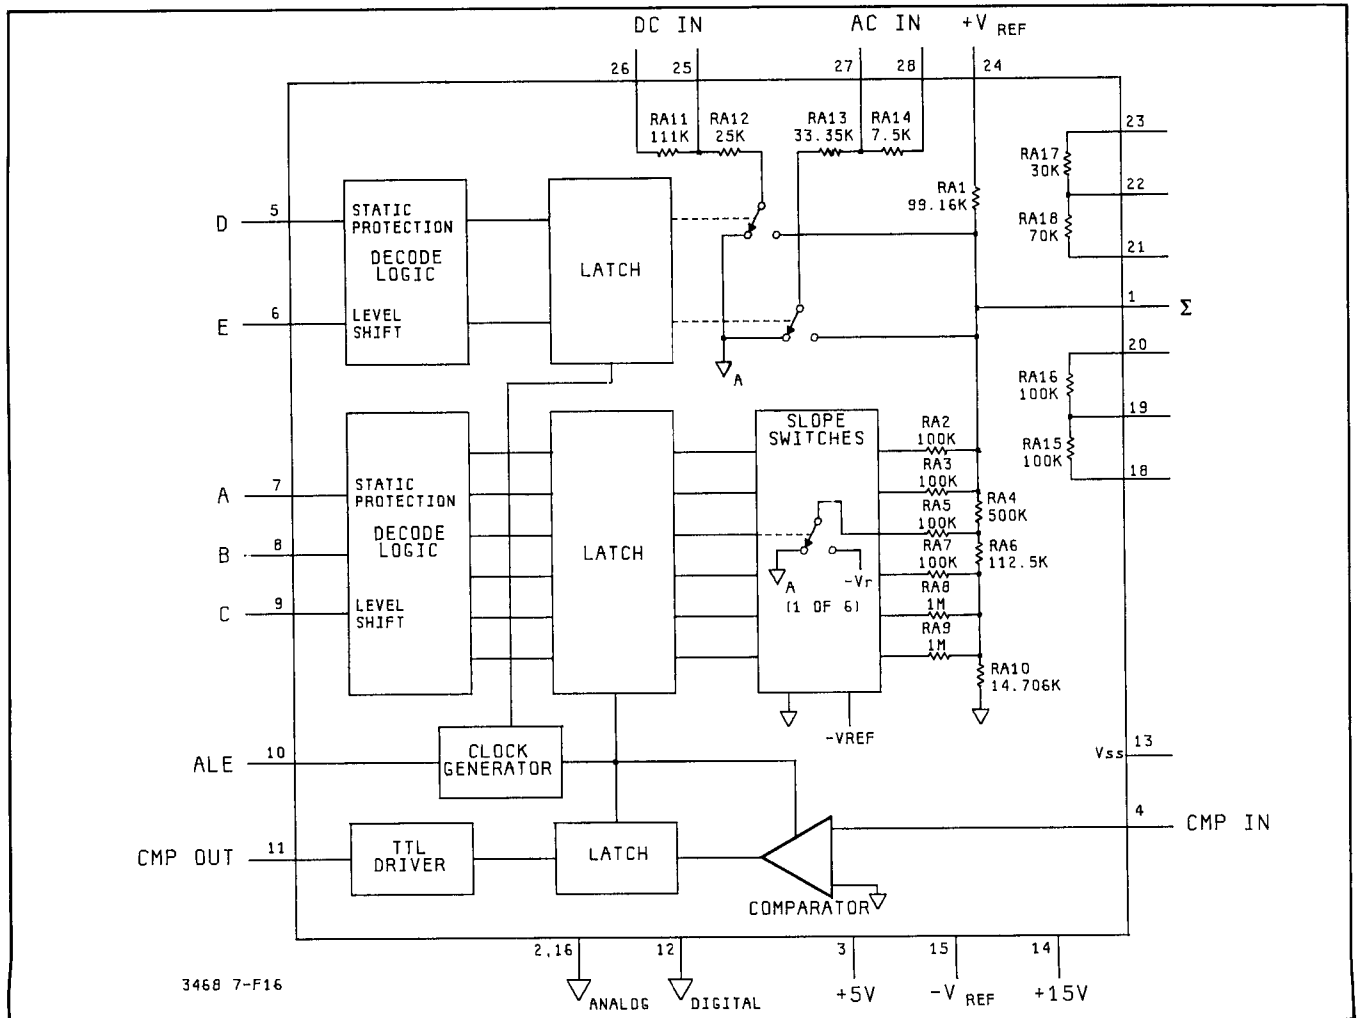 DC IN
AC IN
+V REF
26
25
27
28
24
RA11
111K
RA12
25K
RA13
33.35K
RA14
7.5K
23
RA17
30K
22
RA18
70K
21
RA1
99.16K
D
5
STATIC
PROTECTION
DECODE
LOGIC
LEVEL
SHIFT
E
6
LATCH
A
1
Σ
20
RA16
100K
19
RA15
100K
18
A
7
B
8
C
9
STATIC
PROTECTION
DECODE
LOGIC
LEVEL
SHIFT
LATCH
SLOPE
SWITCHES
A
-Vr
(1 OF 6)
-VREF
RA2
100K
RA3
100K
RA4
500K
RA5
100K
RA6
112.5K
RA7
100K
RA8
1M
RA9
1M
RA10
14.706K
ALE
10
CLOCK
GENERATOR
Vss
13
4
CMP IN
CMP OUT
11
TTL
DRIVER
LATCH
COMPARATOR
2,16
12
3
15
14
ANALOG
DIGITAL
+5V
-V REF
+15V
3468 7-F16